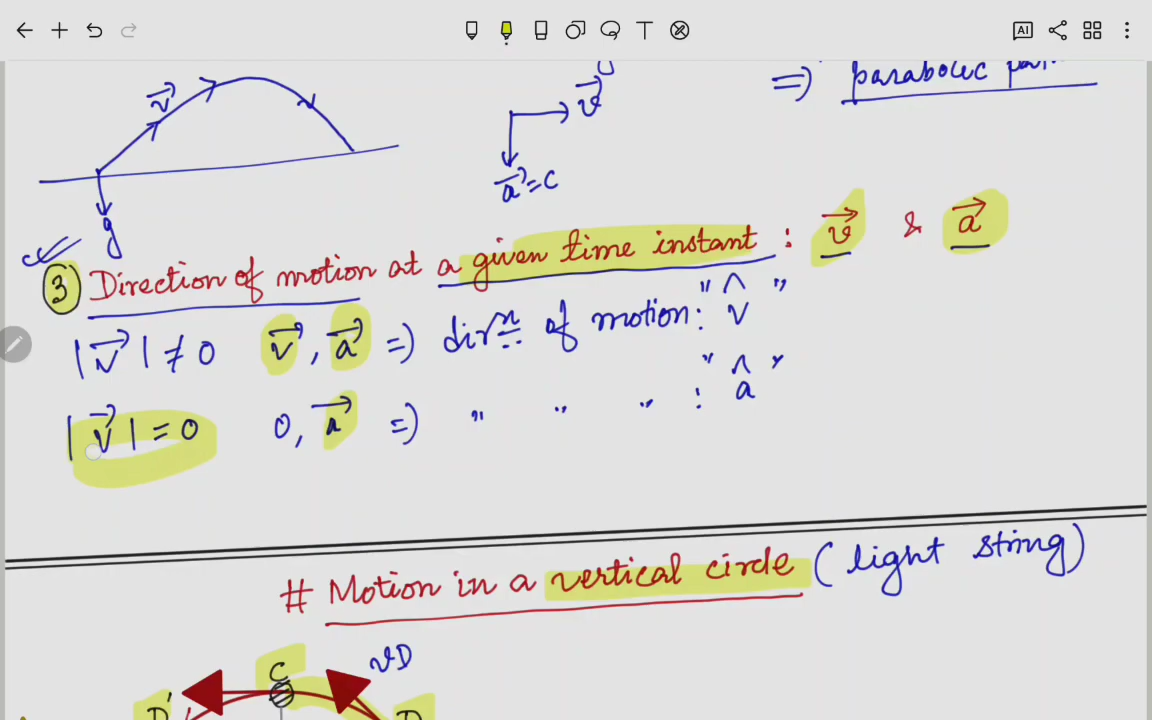 ⇒ parabolic
v⃗
v⃗
a⃗ = c
g
③ Direction of motion at a given time instant : v⃗ & a⃗
|v⃗| ≠ 0 v⃗, a⃗ ⇒ dirⁿ of motion : "v̂"
|v⃗| = 0 0, a⃗ ⇒ " " " : "â"
# Motion in a vertical circle (light string)
C
vD
D'
D
AI
T